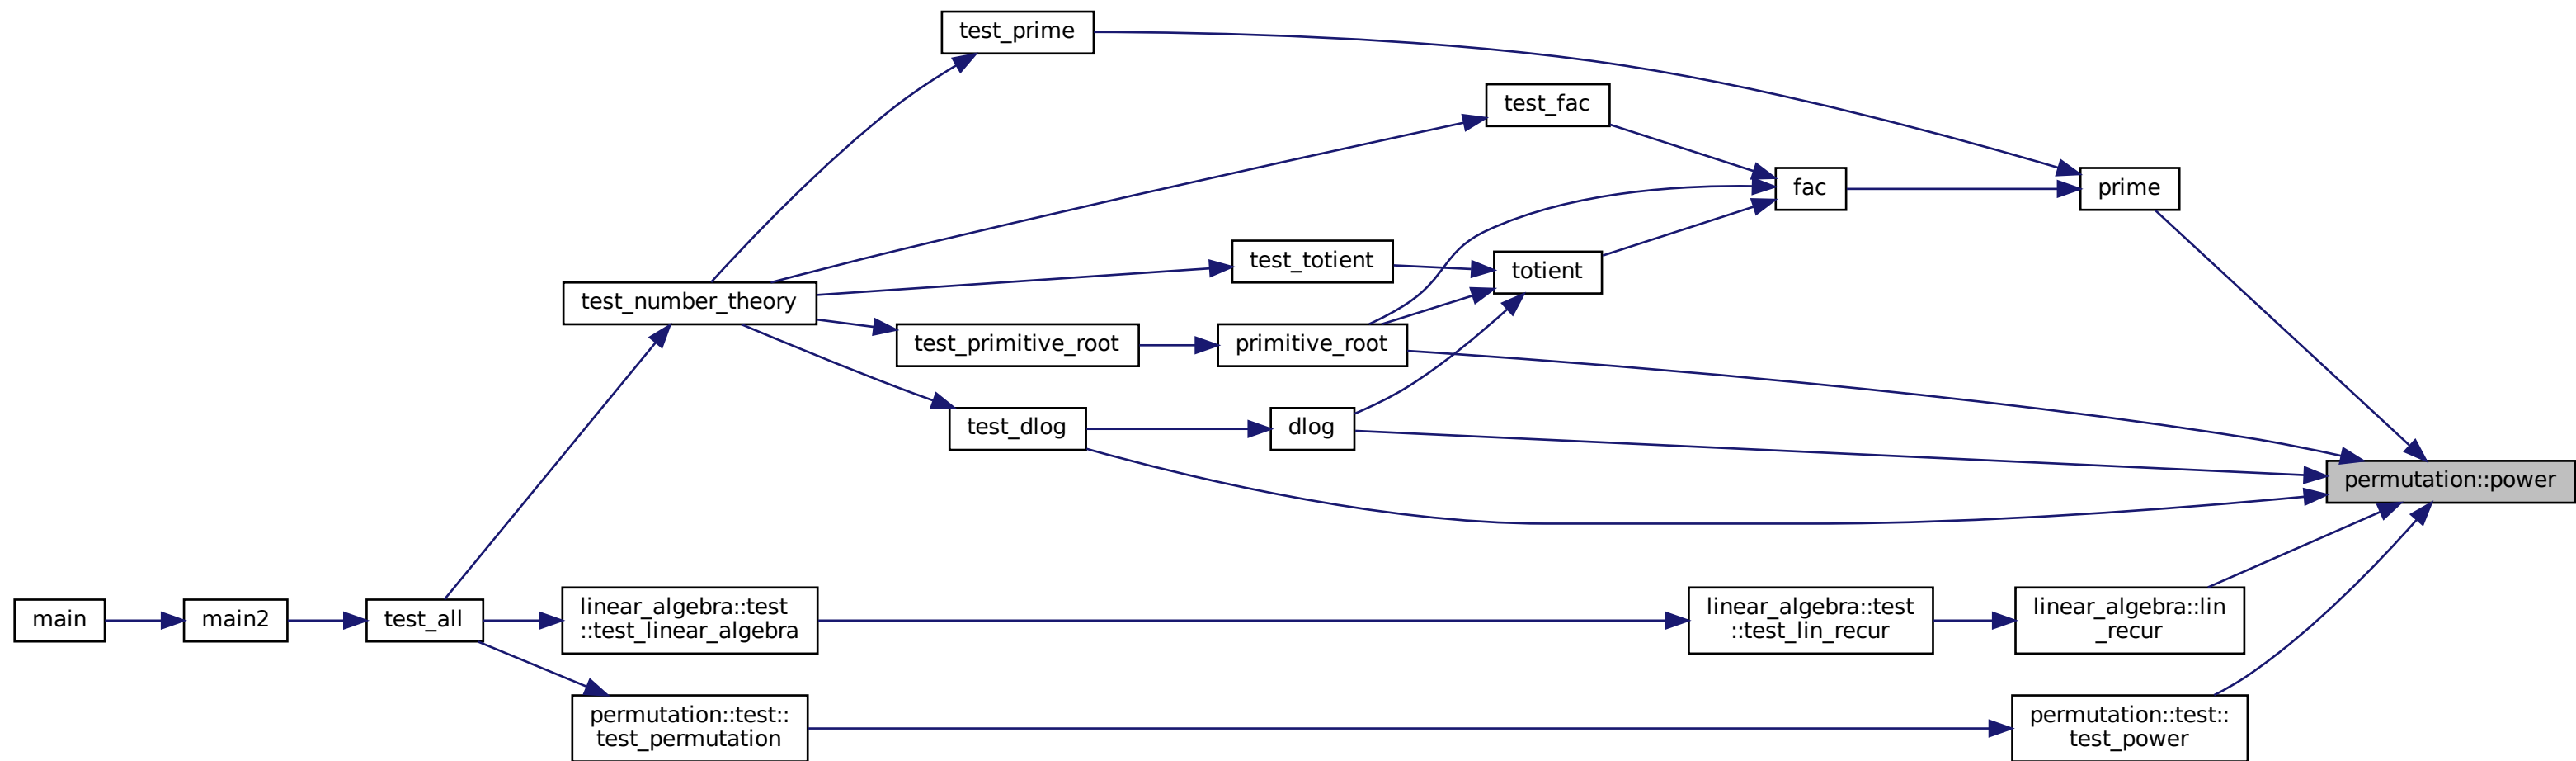 test_prime
test_fac
fac
prime
test_totient
totient
test_number_theory
test_primitive_root
primitive_root
test_dlog
dlog
permutation::power
main
main2
test_all
linear_algebra::test
::test_linear_algebra
linear_algebra::test
::test_lin_recur
linear_algebra::lin
_recur
permutation::test::
test_permutation
permutation::test::
test_power